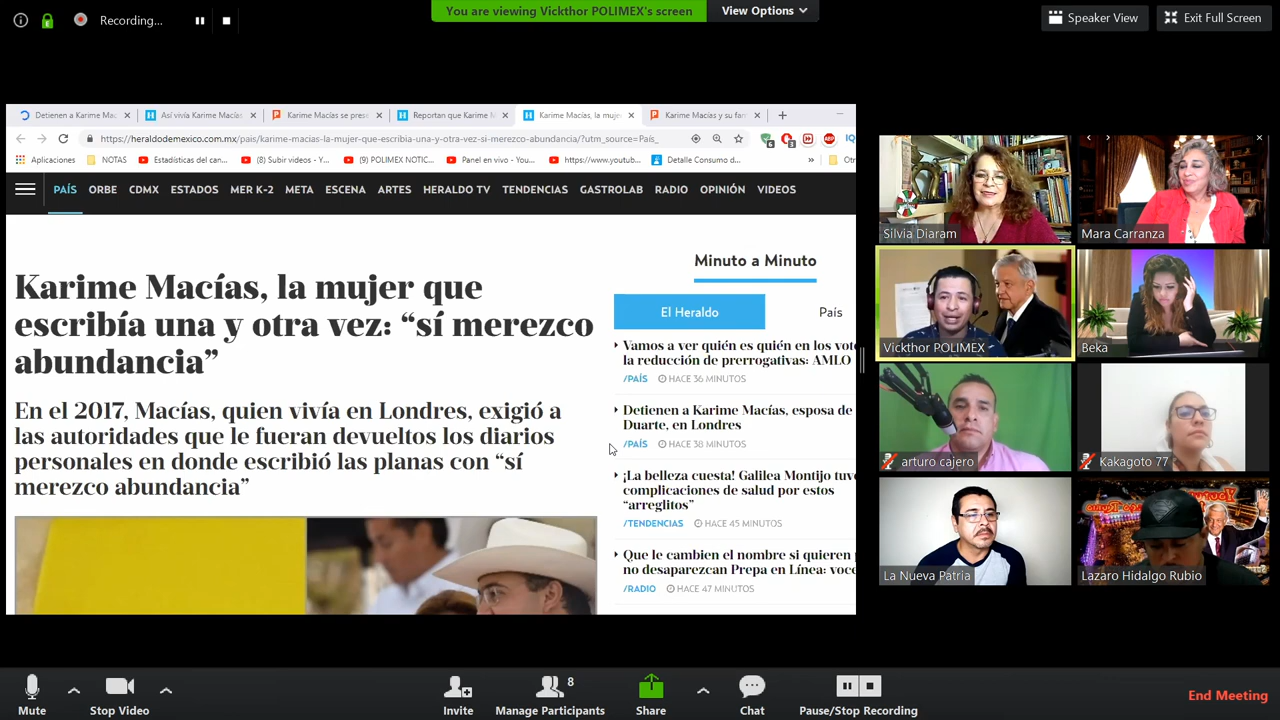 Recording...
You are viewing Vickthor POLIMEX's screen
View Options
Speaker View
Exit Full Screen
Detienen a Karime Ma
Así vivía Karime Macías
Karime Macías se prese
Reportan que Karime M
Karime Macías, la muje
Karime Macías y su fam
https://heraldodemexico.com.mx/pais/karime-macias-la-mujer-que-escribia-una-y-otra-vez-si-merezco-abundancia/?utm_source=País_
Aplicaciones
NOTAS
Estadísticas del can...
(8) Subir videos - Y...
(9) POLIMEX NOTIC...
Panel en vivo - You...
https://www.youtub...
Detalle Consumo d...
»
Otr
PAÍS
ORBE
CDMX
ESTADOS
MER K-2
META
ESCENA
ARTES
HERALDO TV
TENDENCIAS
GASTROLAB
RADIO
OPINIÓN
VIDEOS
Karime Macías, la mujer que
escribía una y otra vez: “sí merezco
abundancia”
En el 2017, Macías, quien vivía en Londres, exigió a
las autoridades que le fueran devueltos los diarios
personales en donde escribió las planas con “sí
merezco abundancia”
Minuto a Minuto
El Heraldo
País
Vamos a ver quién es quién en los voto
la reducción de prerrogativas: AMLO
/PAÍS HACE 36 MINUTOS
Detienen a Karime Macías, esposa de
Duarte, en Londres
/PAÍS HACE 38 MINUTOS
¡La belleza cuesta! Galilea Montijo tuvo
complicaciones de salud por estos
“arreglitos”
/TENDENCIAS HACE 45 MINUTOS
Que le cambien el nombre si quieren p
no desaparezcan Prepa en Línea: voce
/RADIO HACE 47 MINUTOS
Silvia Diaram
Mara Carranza
Vickthor POLIMEX
Beka
arturo cajero
Kakagoto 77
La Nueva Patria
Lazaro Hidalgo Rubio
Mute
Stop Video
Invite
8
Manage Participants
Share
Chat
Pause/Stop Recording
End Meeting